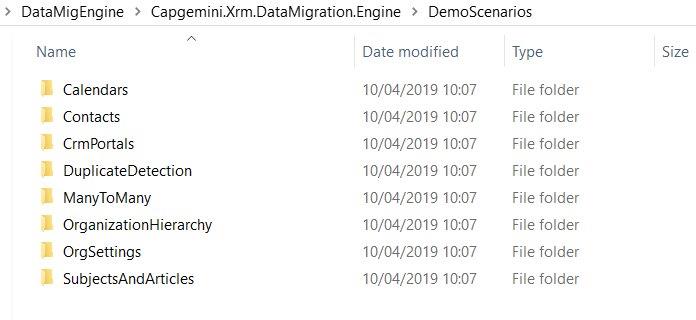 > DataMigEngine > Capgemini.Xrm.DataMigration.Engine > DemoScenarios
Name Date modified Type Size
Calendars 10/04/2019 10:07 File folder
Contacts 10/04/2019 10:07 File folder
CrmPortals 10/04/2019 10:07 File folder
DuplicateDetection 10/04/2019 10:07 File folder
ManyToMany 10/04/2019 10:07 File folder
OrganizationHierarchy 10/04/2019 10:07 File folder
OrgSettings 10/04/2019 10:07 File folder
SubjectsAndArticles 10/04/2019 10:07 File folder